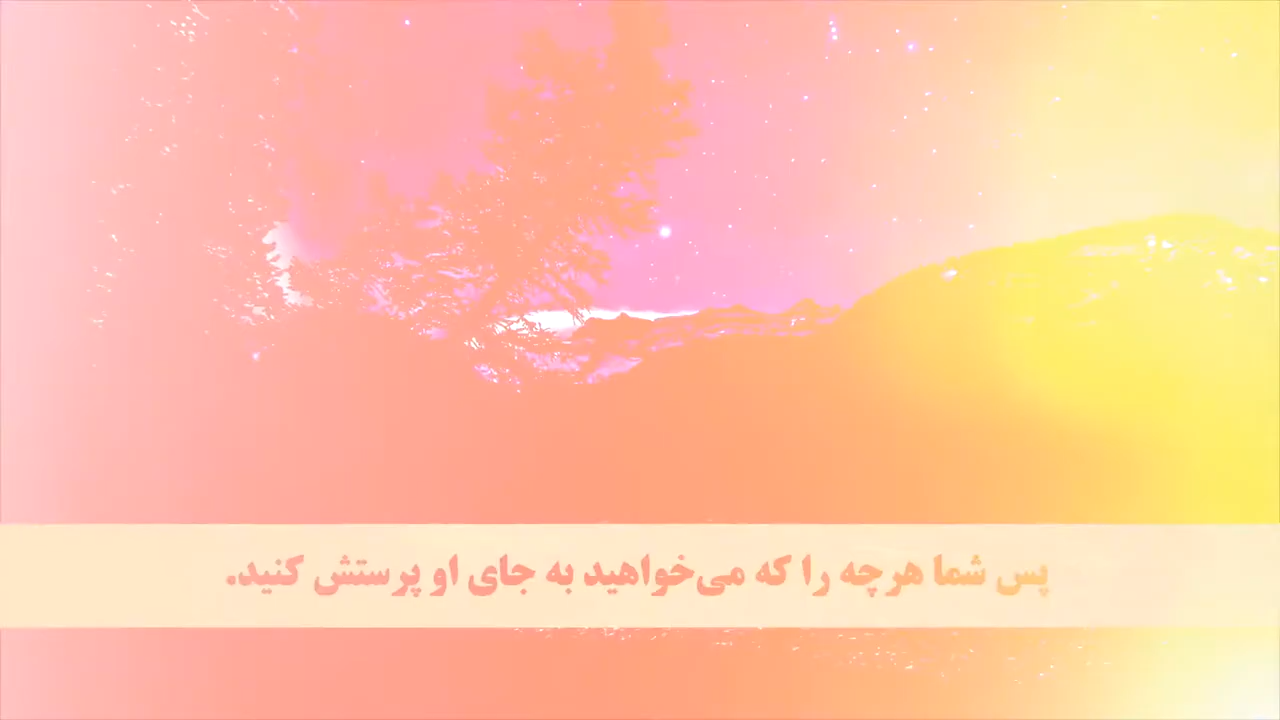 پس شما هرچه را که می‌خواهید به جای او پرستش کنید.